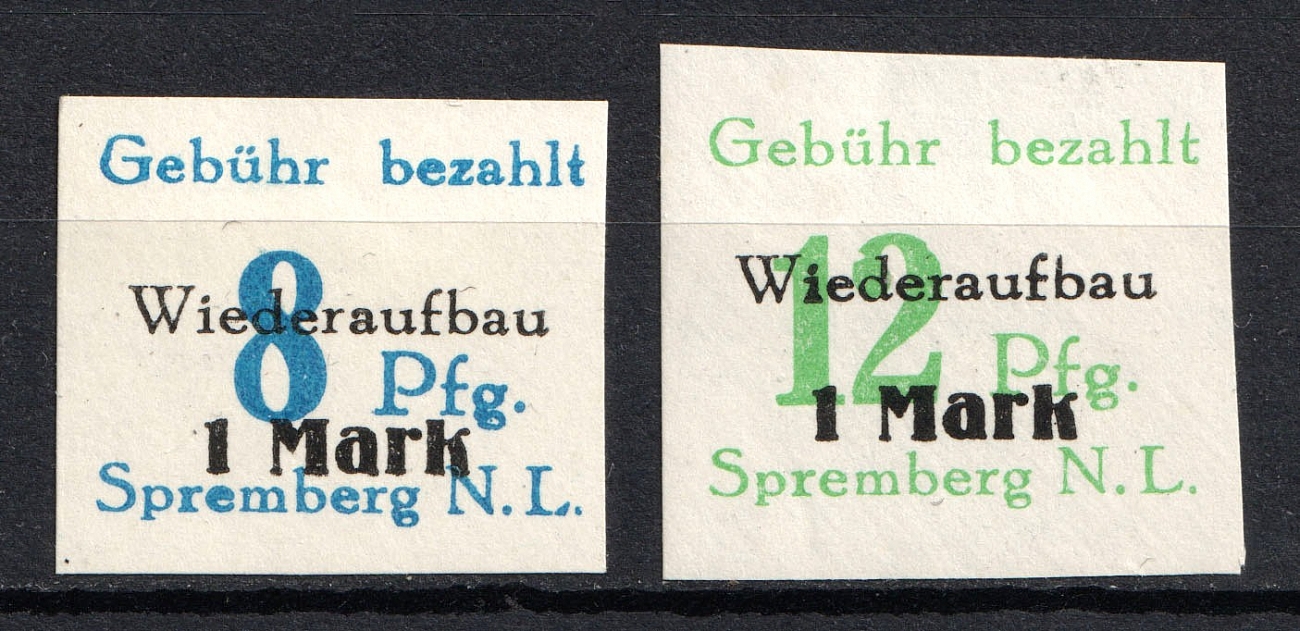 Gebühr bezahlt
8 Pfg.
Wiederaufbau
1 Mark
Spremberg N.L.
Gebühr bezahlt
12 Pfg.
Wiederaufbau
1 Mark
Spremberg N.L.